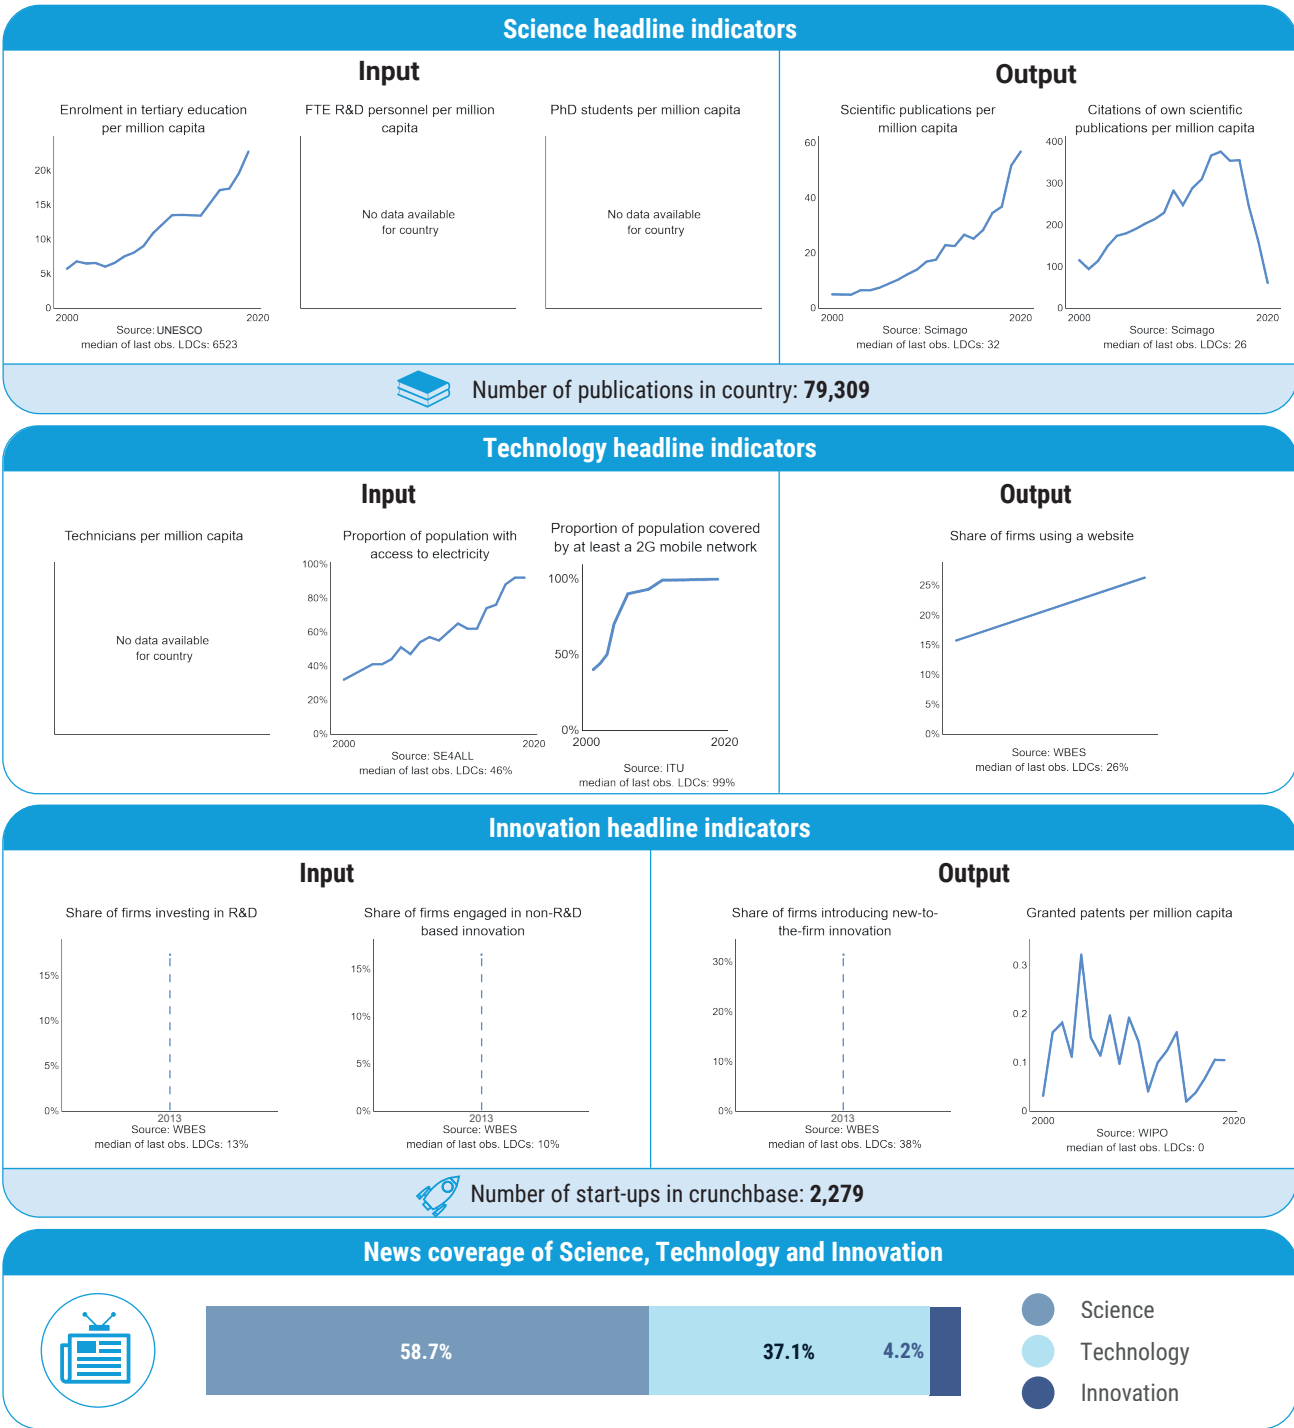 Science headline indicators
Input
Output
Enrolment in tertiary education
per million capita
20k
15k
10k
5k
0
2000
2020
Source: UNESCO
median of last obs. LDCs: 6523
FTE R&D personnel per million
capita
No data available
for country
PhD students per million capita
No data available
for country
Scientific publications per
million capita
60
40
20
0
2000
2020
Source: Scimago
median of last obs. LDCs: 32
Citations of own scientific
publications per million capita
400
300
200
100
0
2000
2020
Source: Scimago
median of last obs. LDCs: 26
Number of publications in country: 79,309
Technology headline indicators
Input
Output
Technicians per million capita
No data available
for country
Proportion of population with
access to electricity
100%
80%
60%
40%
20%
0%
2000
2020
Source: SE4ALL
median of last obs. LDCs: 46%
Proportion of population covered
by at least a 2G mobile network
100%
50%
0%
2000
2020
Source: ITU
median of last obs. LDCs: 99%
Share of firms using a website
25%
20%
15%
10%
5%
0%
Source: WBES
median of last obs. LDCs: 26%
Innovation headline indicators
Input
Output
Share of firms investing in R&D
15%
10%
5%
0%
2013
Source: WBES
median of last obs. LDCs: 13%
Share of firms engaged in non-R&D
based innovation
15%
10%
5%
0%
2013
Source: WBES
median of last obs. LDCs: 10%
Share of firms introducing new-to-
the-firm innovation
30%
20%
10%
0%
2013
Source: WBES
median of last obs. LDCs: 38%
Granted patents per million capita
0.3
0.2
0.1
0
2000
2020
Source: WIPO
median of last obs. LDCs: 0
Number of start-ups in crunchbase: 2,279
News coverage of Science, Technology and Innovation
58.7%
37.1%
4.2%
Science
Technology
Innovation